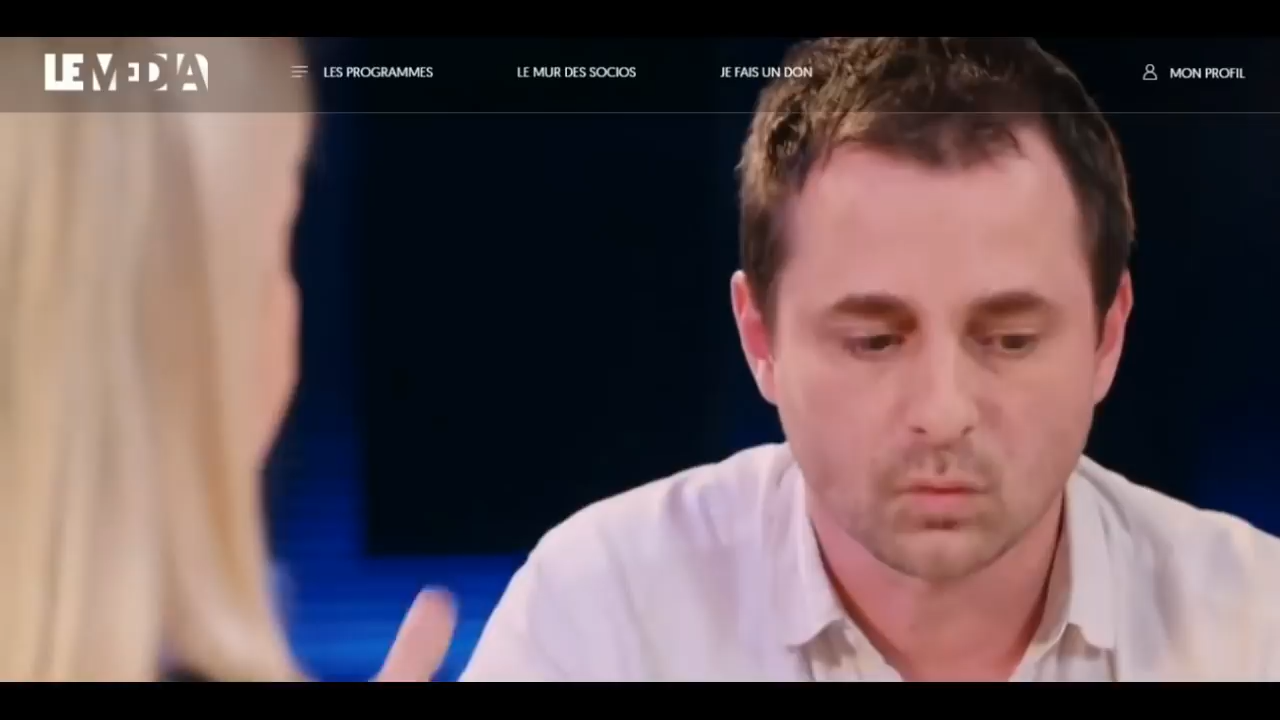 LE MEDIA
LES PROGRAMMES
LE MUR DES SOCIOS
JE FAIS UN DON
MON PROFIL